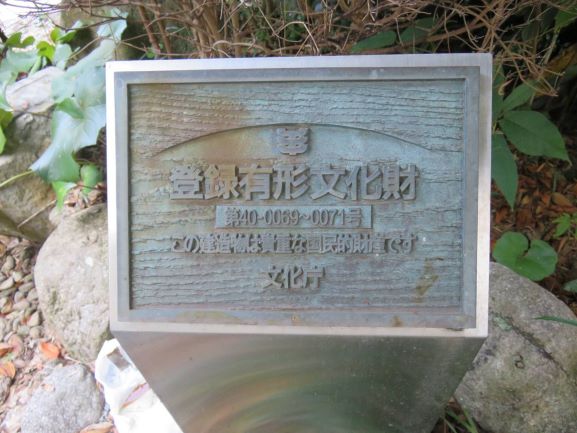 登録有形文化財
第40-0069~0071号
この建造物は貴重な国民的財産です
文化庁